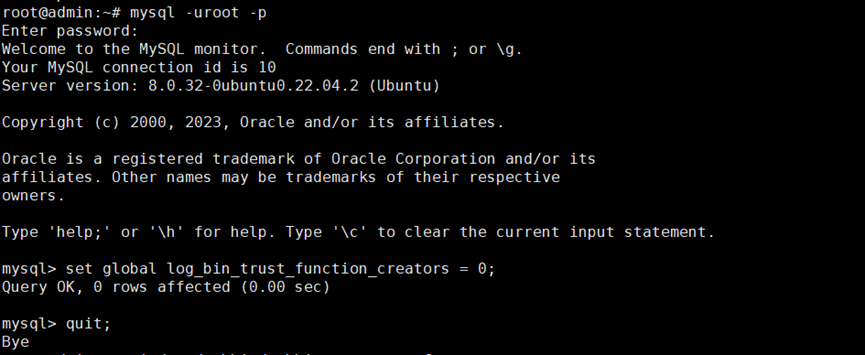 root@admin:~# mysql -uroot -p
Enter password:
Welcome to the MySQL monitor.  Commands end with ; or \g.
Your MySQL connection id is 10
Server version: 8.0.32-0ubuntu0.22.04.2 (Ubuntu)
Copyright (c) 2000, 2023, Oracle and/or its affiliates.
Oracle is a registered trademark of Oracle Corporation and/or its
affiliates. Other names may be trademarks of their respective
owners.
Type 'help;' or '\h' for help. Type '\c' to clear the current input statement.
mysql> set global log_bin_trust_function_creators = 0;
Query OK, 0 rows affected (0.00 sec)
mysql> quit;
Bye